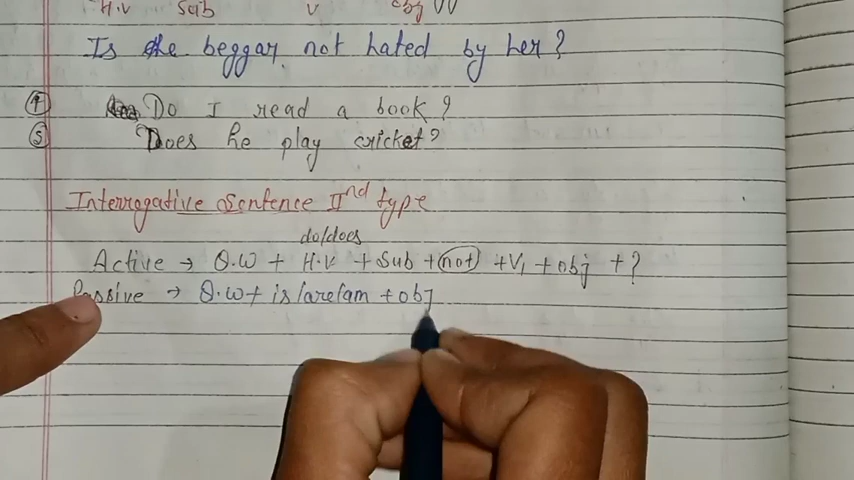 H.V Sub V obj
Is the beggar not hated by her?
4 Do I read a book?
5 Does he play cricket?
Interrogative Sentence IInd type
do/does
Active → Q.W + H.V + Sub + not + V1 + obj + ?
Passive → Q.W + is/are/am + obj